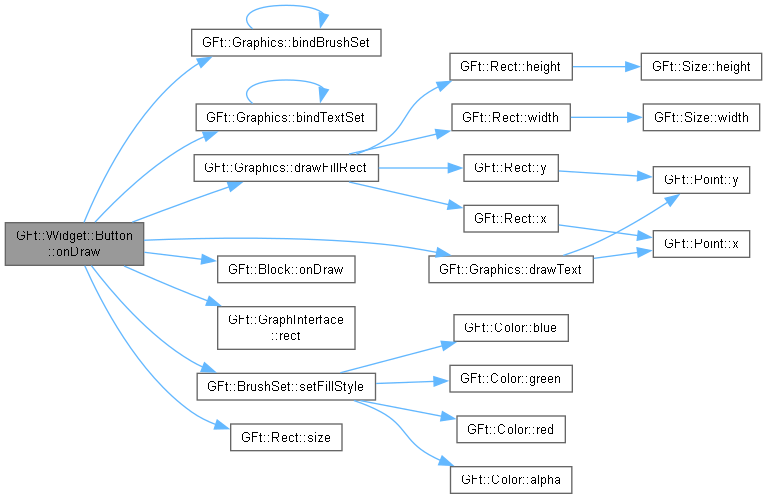 GFt::Widget::Button
::onDraw
GFt::Graphics::bindBrushSet
GFt::Graphics::bindTextSet
GFt::Graphics::drawFillRect
GFt::Rect::height
GFt::Size::height
GFt::Rect::width
GFt::Size::width
GFt::Rect::y
GFt::Point::y
GFt::Rect::x
GFt::Point::x
GFt::Graphics::drawText
GFt::Block::onDraw
GFt::GraphInterface
::rect
GFt::BrushSet::setFillStyle
GFt::Color::blue
GFt::Color::green
GFt::Color::red
GFt::Color::alpha
GFt::Rect::size